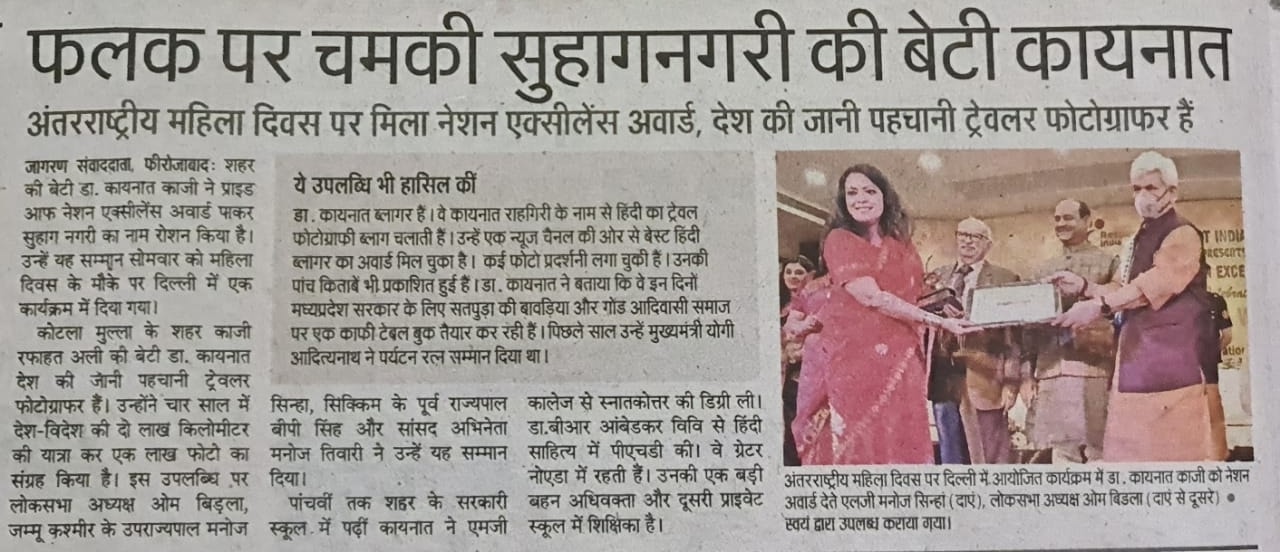 फलक पर चमकी सुहागनगरी की बेटी कायनात
अंतरराष्ट्रीय महिला दिवस पर मिला नेशन एक्सीलेंस अवार्ड, देश की जानी पहचानी ट्रेवलर फोटोग्राफर हैं
जागरण संवाददाता, फीरोजाबाद: शहर
की बेटी डा. कायनात काजी ने प्राइड
आफ नेशन एक्सीलेंस अवार्ड पाकर
सुहाग नगरी का नाम रोशन किया है।
उन्हें यह सम्मान सोमवार को महिला
दिवस के मौके पर दिल्ली में एक
कार्यक्रम में दिया गया।
कोटला मुल्ला के शहर काजी
रफाहत अली की बेटी डा. कायनात
देश की जानी पहचानी ट्रेवलर
फोटोग्राफर हैं। उन्होंने चार साल में
देश-विदेश की दो लाख किलोमीटर
की यात्रा कर एक लाख फोटो का
संग्रह किया है। इस उपलब्धि पर
लोकसभा अध्यक्ष ओम बिड़ला,
जम्मू कश्मीर के उपराज्यपाल मनोज
सिन्हा, सिक्किम के पूर्व राज्यपाल
बीपी सिंह और सांसद अभिनेता
मनोज तिवारी ने उन्हें यह सम्मान
दिया।
पांचवीं तक शहर के सरकारी
स्कूल में पढ़ीं कायनात ने एमजी
कालेज से स्नातकोत्तर की डिग्री ली।
डा.बीआर आंबेडकर विवि से हिंदी
साहित्य में पीएचडी की। वे ग्रेटर
नोएडा में रहती हैं। उनकी एक बड़ी
बहन अधिवक्ता और दूसरी प्राइवेट
स्कूल में शिक्षिका है।
ये उपलब्धि भी हासिल कीं
डा. कायनात ब्लागर हैं। वे कायनात राहगिरी के नाम से हिंदी का ट्रेवल
फोटोग्राफी ब्लाग चलाती हैं। उन्हें एक न्यूज चैनल की ओर से बेस्ट हिंदी
ब्लागर का अवार्ड मिल चुका है। कई फोटो प्रदर्शनी लगा चुकी हैं। उनकी
पांच किताबें भी प्रकाशित हुई हैं। डा. कायनात ने बताया कि वे इन दिनों
मध्यप्रदेश सरकार के लिए सतपुड़ा की बावड़िया और गोंड आदिवासी समाज
पर एक काफी टेबल बुक तैयार कर रही हैं। पिछले साल उन्हें मुख्यमंत्री योगी
आदित्यनाथ ने पर्यटन रत्न सम्मान दिया था।
T INDIA
PRESENTS
EXCE
अंतरराष्ट्रीय महिला दिवस पर दिल्ली में आयोजित कार्यक्रम में डा. कायनात काजी को नेशन
अवार्ड देते एलजी मनोज सिन्हां (दाएं), लोकसभा अध्यक्ष ओम बिडला (दाएं से दूसरे) ●
स्वयं द्वारा उपलब्ध कराया गया।